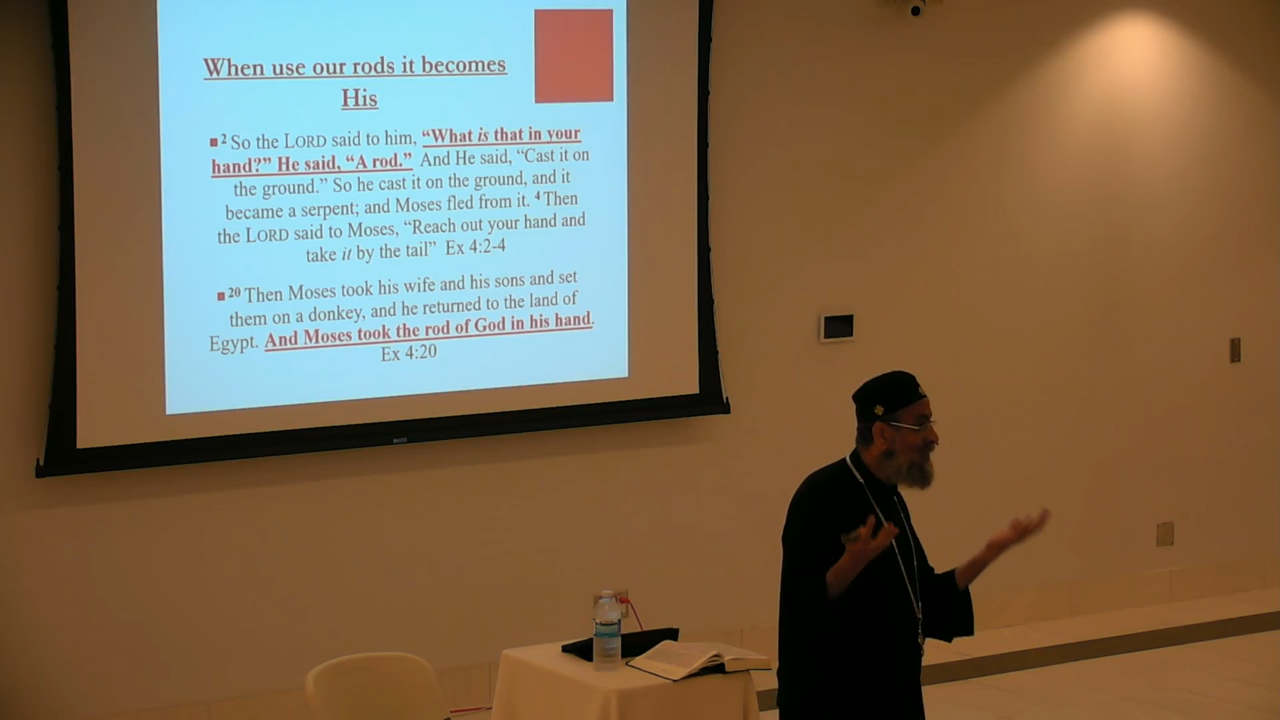 When use our rods it becomes
His
2 So the LORD said to him, “What is that in your
hand?” He said, “A rod.” And He said, “Cast it on
the ground.” So he cast it on the ground, and it
became a serpent; and Moses fled from it. 4 Then
the LORD said to Moses, “Reach out your hand and
take it by the tail” Ex 4:2-4
20 Then Moses took his wife and his sons and set
them on a donkey, and he returned to the land of
Egypt. And Moses took the rod of God in his hand.
Ex 4:20